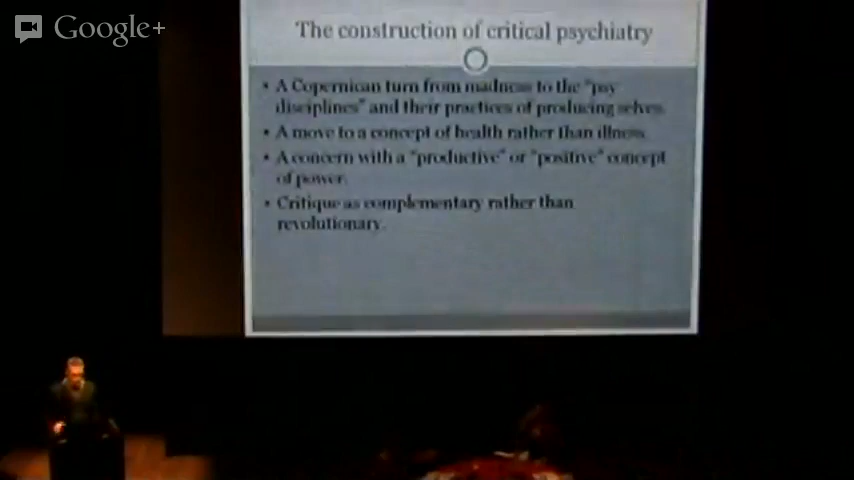 Google+
The construction of critical psychiatry
• A Copernican turn from madness to the "psy
disciplines" and their practices of producing selves.
• A move to a concept of health rather than illness.
• A concern with a "productive" or "positive" concept
of power.
• Critique as complementary rather than
revolutionary.